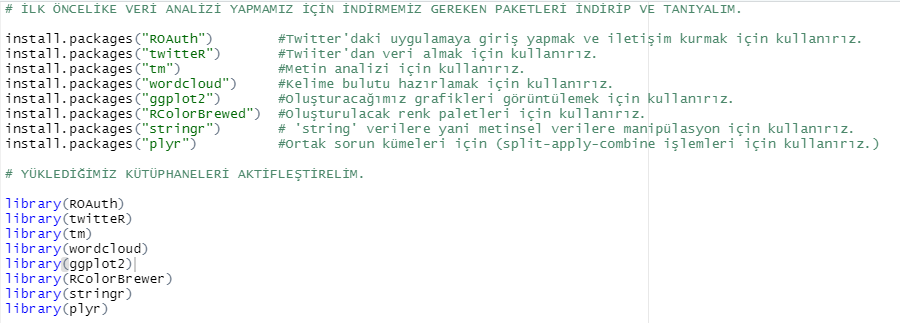 # İLK ÖNCELİKE VERİ ANALİZİ YAPMAMIZ İÇİN İNDİRMEMİZ GEREKEN PAKETLERİ İNDİRİP VE TANIYALIM.
install.packages("ROAuth") #Twitter'daki uygulamaya giriş yapmak ve iletişim kurmak için kullanırız.
install.packages("twitteR") #Twiiter'dan veri almak için kullanırız.
install.packages("tm") #Metin analizi için kullanırız.
install.packages("wordcloud") #Kelime bulutu hazırlamak için kullanırız.
install.packages("ggplot2") #Oluşturacağımız grafikleri görüntülemek için kullanırız.
install.packages("RColorBrewed") #Oluşturulacak renk paletleri için kullanırız.
install.packages("stringr") # 'string' verilere yani metinsel verilere manipülasyon için kullanırız.
install.packages("plyr") #Ortak sorun kümeleri için (split-apply-combine işlemleri için kullanırız.)
# YÜKLEDİĞİMİZ KÜTÜPHANELERİ AKTİFLEŞTİRELİM.
library(ROAuth)
library(twitteR)
library(tm)
library(wordcloud)
library(ggplot2)
library(RColorBrewer)
library(stringr)
library(plyr)